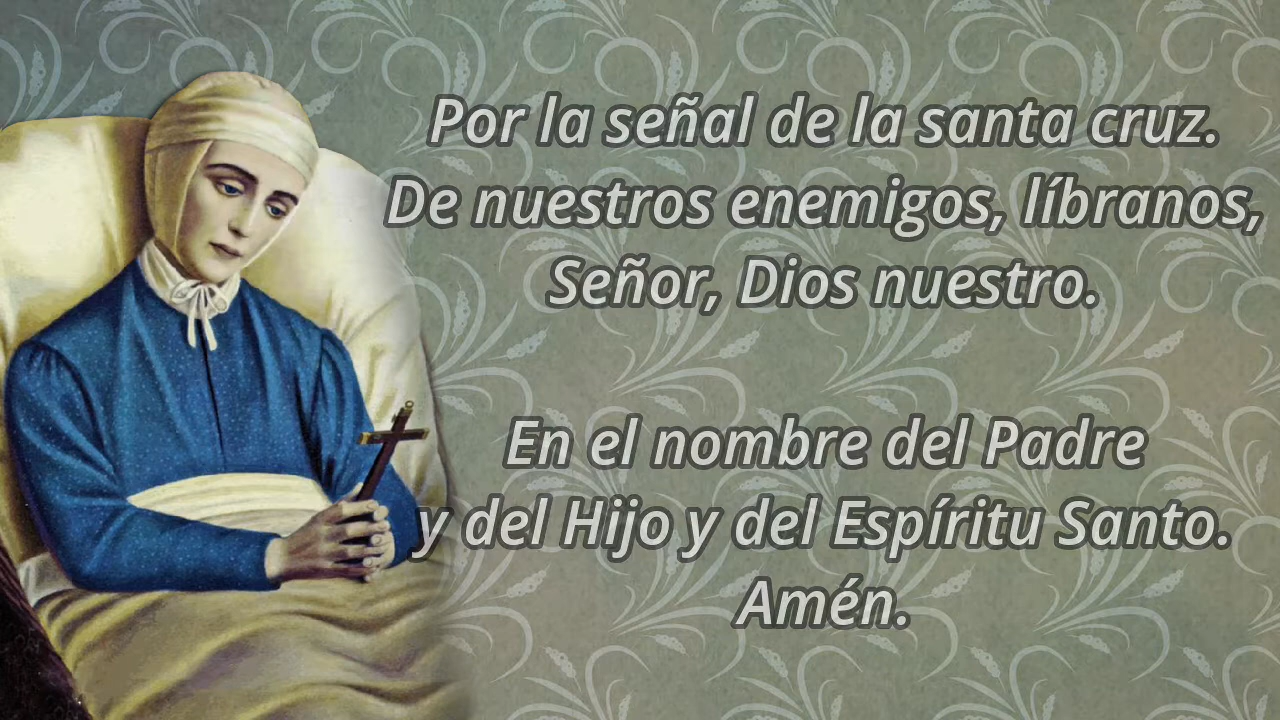 Por la señal de la santa cruz.
De nuestros enemigos, líbranos,
Señor, Dios nuestro.
En el nombre del Padre
y del Hijo y del Espíritu Santo.
Amén.